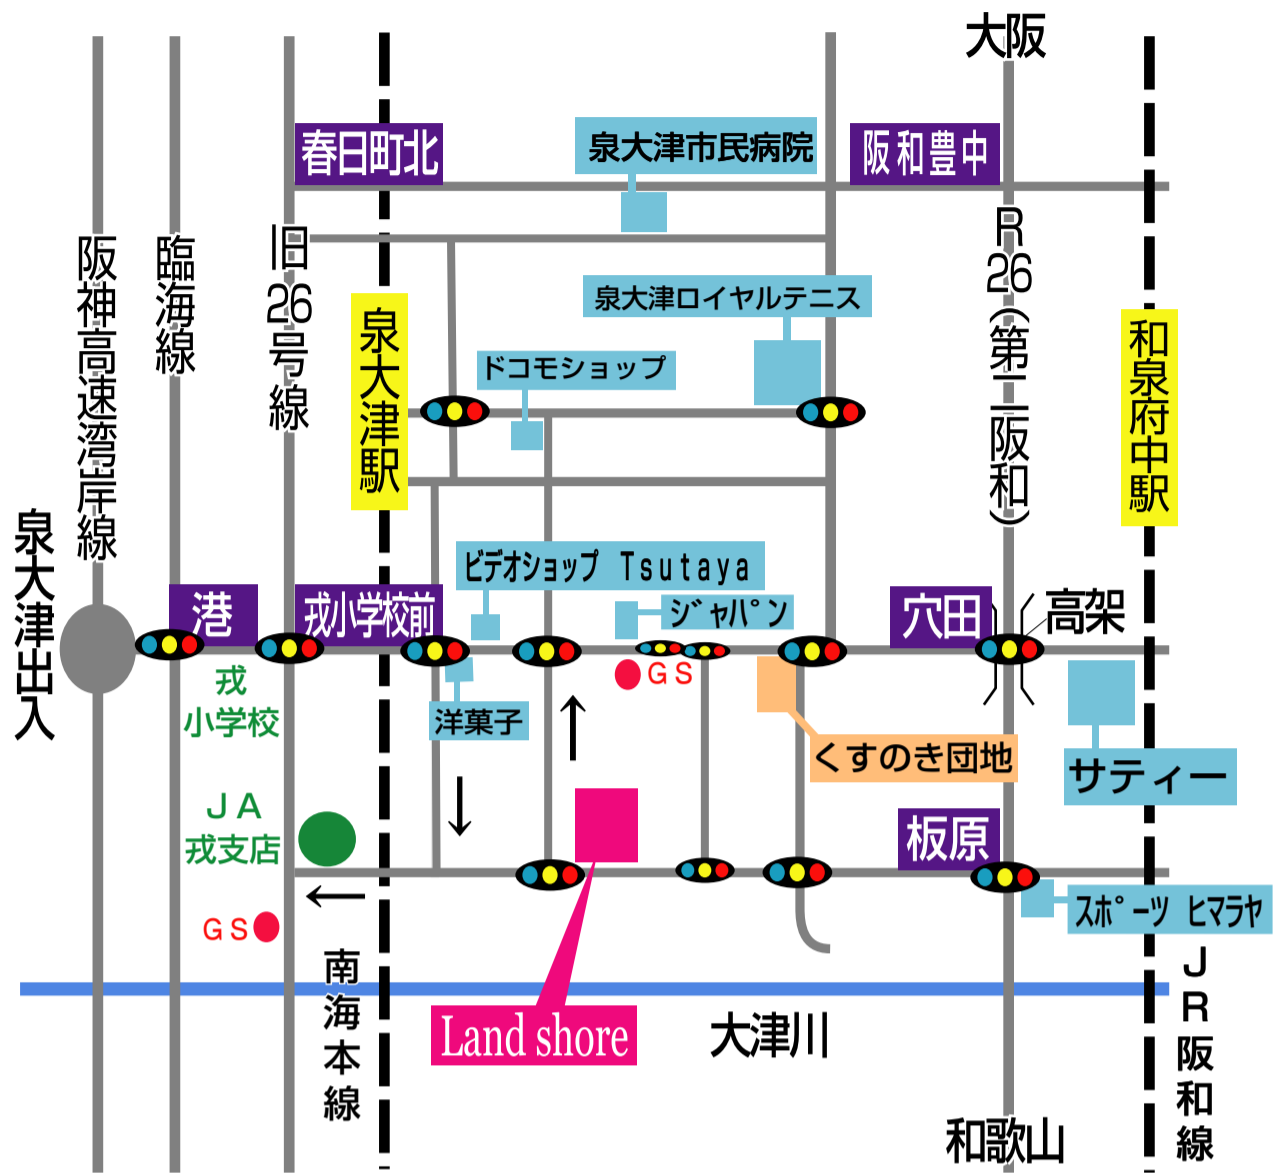 大阪
春日町北
泉大津市民病院
阪和豊中
阪神高速湾岸線
臨海線
旧26号線
R26(第二阪和)
泉大津ロイヤルテニス
泉大津駅
和泉府中駅
ドコモショップ
泉大津出入
ビデオショップ Tsutaya
港
戎小学校前
ジャパン
穴田
高架
戎
小学校
GS
洋菓子
くすのき団地
サティー
JA
戎支店
板原
スポーツ ヒマラヤ
GS
南海本線
Land shore
大津川
JR阪和線
和歌山